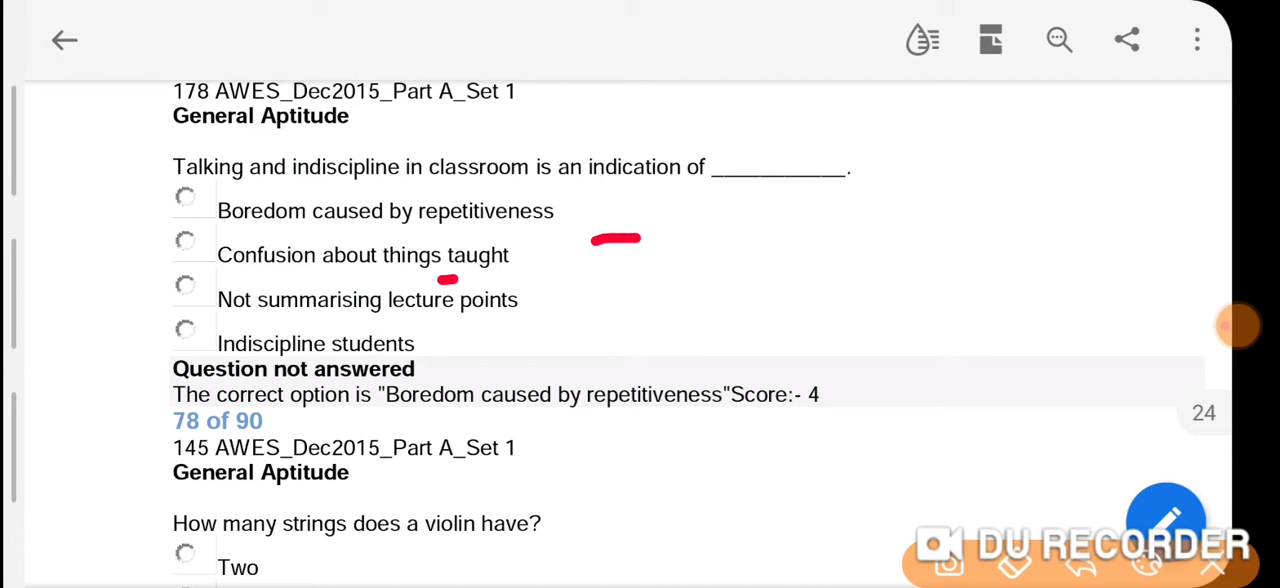 178 AWES_Dec2015_Part A_Set 1
General Aptitude
Talking and indiscipline in classroom is an indication of ____________.
Boredom caused by repetitiveness
Confusion about things taught
Not summarising lecture points
Indiscipline students
Question not answered
The correct option is "Boredom caused by repetitiveness"Score:- 4
24
78 of 90
145 AWES_Dec2015_Part A_Set 1
General Aptitude
How many strings does a violin have?
DU RECORDER
Two